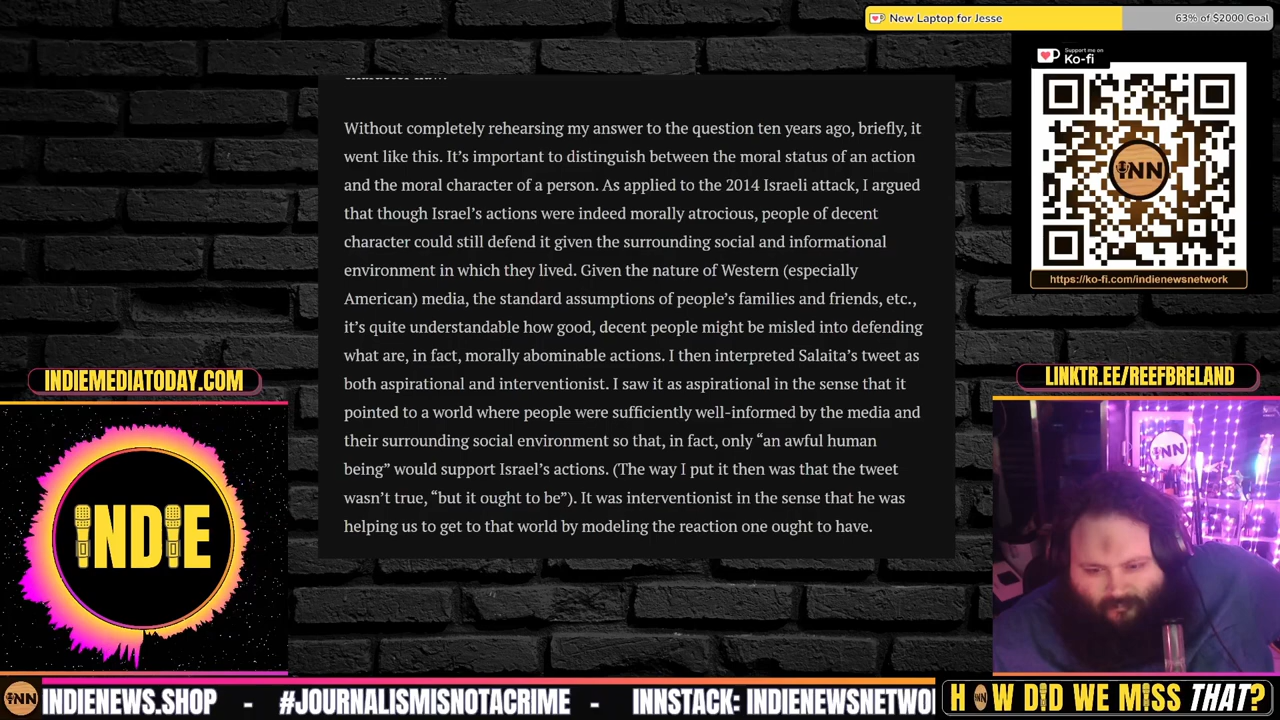 New Laptop for Jesse
63% of $2000 Goal
Support me on
Ko-fi
iNN
https://ko-fi.com/indienewsnetwork
Without completely rehearsing my answer to the question ten years ago, briefly, it
went like this. It’s important to distinguish between the moral status of an action
and the moral character of a person. As applied to the 2014 Israeli attack, I argued
that though Israel’s actions were indeed morally atrocious, people of decent
character could still defend it given the surrounding social and informational
environment in which they lived. Given the nature of Western (especially
American) media, the standard assumptions of people’s families and friends, etc.,
it’s quite understandable how good, decent people might be misled into defending
what are, in fact, morally abominable actions. I then interpreted Salaita’s tweet as
both aspirational and interventionist. I saw it as aspirational in the sense that it
pointed to a world where people were sufficiently well-informed by the media and
their surrounding social environment so that, in fact, only “an awful human
being” would support Israel’s actions. (The way I put it then was that the tweet
wasn’t true, “but it ought to be”). It was interventionist in the sense that he was
helping us to get to that world by modeling the reaction one ought to have.
INDIEMEDIATODAY.COM
INDIE
LINKTR.EE/REEFBRELAND
iNN
iNN
INDIENEWS.SHOP - #JOURNALISMISNOTACRIME - INNSTACK: INDIENEWSNETWO
HOW DID WE MISS THAT?